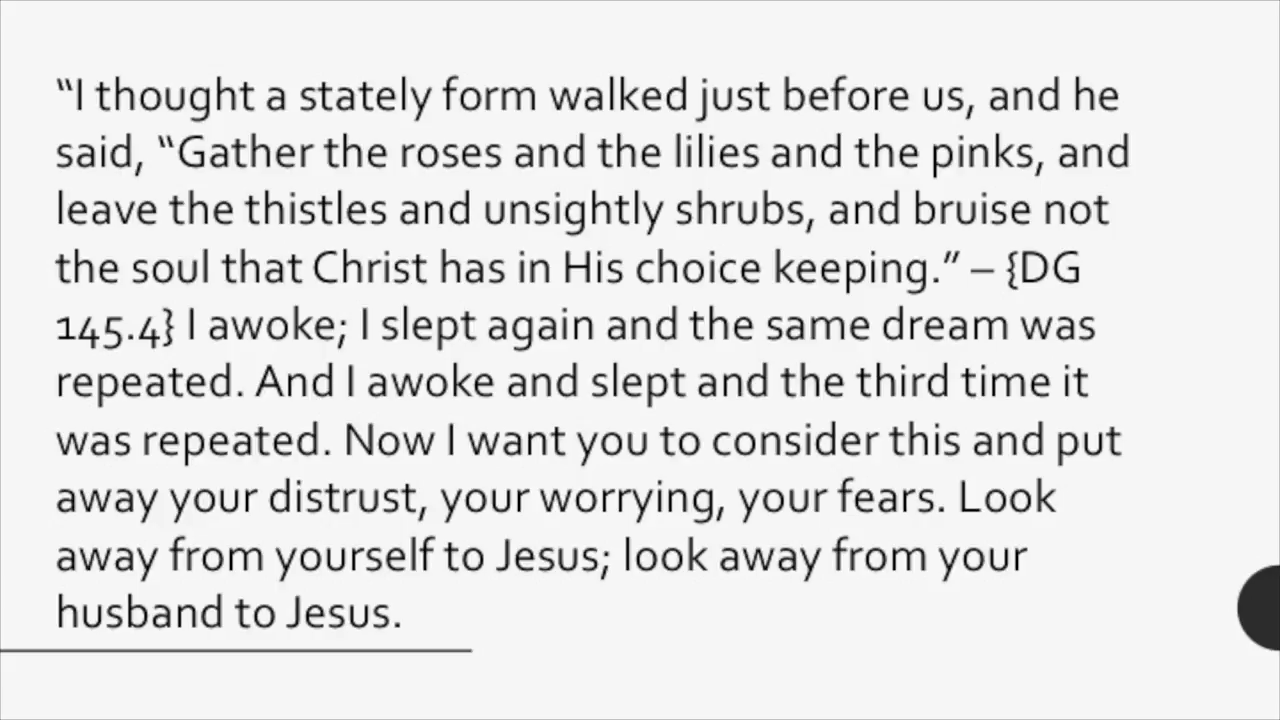 “I thought a stately form walked just before us, and he
said, “Gather the roses and the lilies and the pinks, and
leave the thistles and unsightly shrubs, and bruise not
the soul that Christ has in His choice keeping.” – {DG
145.4} I awoke; I slept again and the same dream was
repeated. And I awoke and slept and the third time it
was repeated. Now I want you to consider this and put
away your distrust, your worrying, your fears. Look
away from yourself to Jesus; look away from your
husband to Jesus.